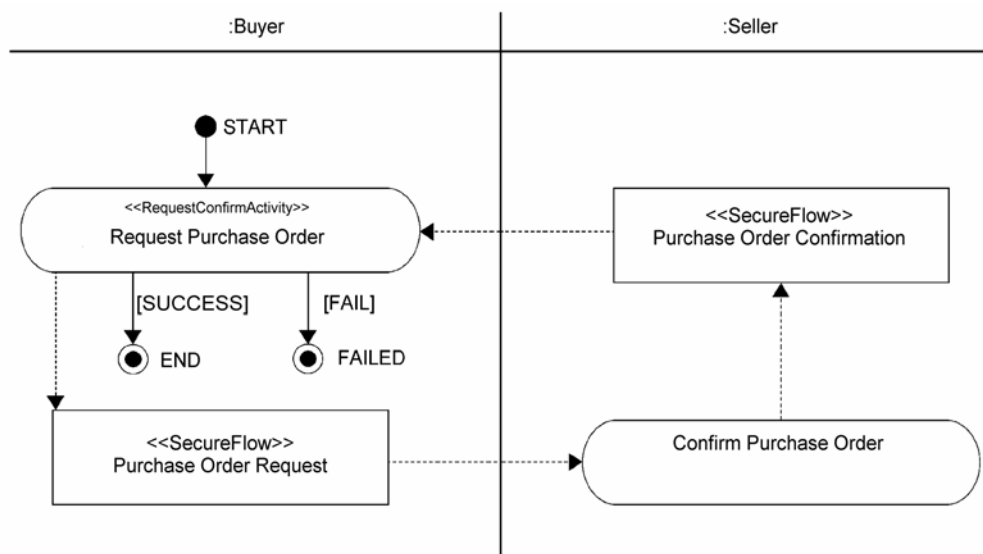 :Buyer
:Seller
START
<<RequestConfirmActivity>>
Request Purchase Order
<<SecureFlow>>
Purchase Order Confirmation
[SUCCESS]
[FAIL]
END
FAILED
<<SecureFlow>>
Purchase Order Request
Confirm Purchase Order